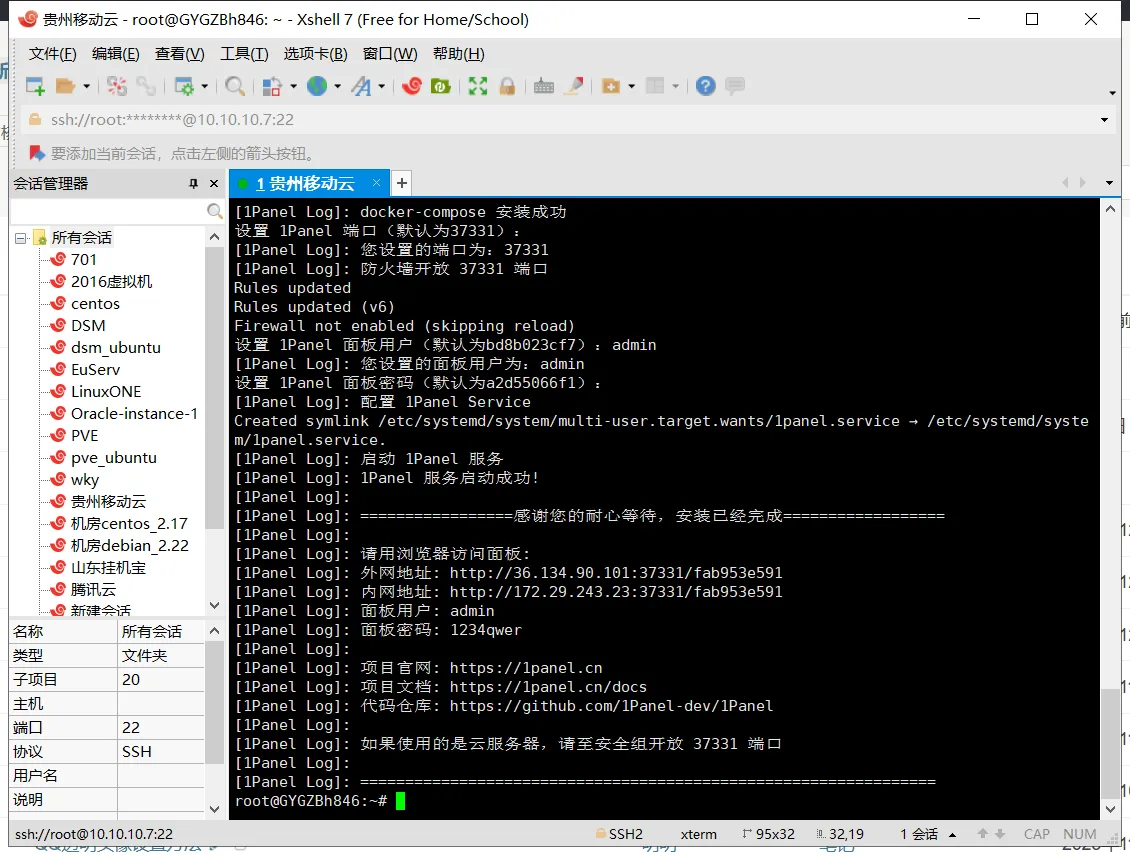 贵州移动云 - root@GYGZBh846: ~ - Xshell 7 (Free for Home/School)
文件(F) 编辑(E) 查看(V) 工具(T) 选项卡(B) 窗口(W) 帮助(H)
ssh://root:********@10.10.10.7:22
要添加当前会话，点击左侧的箭头按钮。
会话管理器
1 贵州移动云
所有会话
701
2016虚拟机
centos
DSM
dsm_ubuntu
EuServ
LinuxONE
Oracle-instance-1
PVE
pve_ubuntu
wky
贵州移动云
机房centos_2.17
机房debian_2.22
山东挂机宝
腾讯云
新建会话
名称 所有会话
类型 文件夹
子项目 20
主机
端口 22
协议 SSH
用户名
说明
[1Panel Log]: docker-compose 安装成功
设置 1Panel 端口（默认为37331）：
[1Panel Log]: 您设置的端口为：37331
[1Panel Log]: 防火墙开放 37331 端口
Rules updated
Rules updated (v6)
Firewall not enabled (skipping reload)
设置 1Panel 面板用户（默认为bd8b023cf7）：admin
[1Panel Log]: 您设置的面板用户为：admin
设置 1Panel 面板密码（默认为a2d55066f1）：
[1Panel Log]: 配置 1Panel Service
Created symlink /etc/systemd/system/multi-user.target.wants/1panel.service → /etc/systemd/syste
m/1panel.service.
[1Panel Log]: 启动 1Panel 服务
[1Panel Log]: 1Panel 服务启动成功!
[1Panel Log]:
[1Panel Log]: =================感谢您的耐心等待，安装已经完成==================
[1Panel Log]:
[1Panel Log]: 请用浏览器访问面板:
[1Panel Log]: 外网地址: http://36.134.90.101:37331/fab953e591
[1Panel Log]: 内网地址: http://172.29.243.23:37331/fab953e591
[1Panel Log]: 面板用户: admin
[1Panel Log]: 面板密码: 1234qwer
[1Panel Log]:
[1Panel Log]: 项目官网: https://1panel.cn
[1Panel Log]: 项目文档: https://1panel.cn/docs
[1Panel Log]: 代码仓库: https://github.com/1Panel-dev/1Panel
[1Panel Log]:
[1Panel Log]: 如果使用的是云服务器，请至安全组开放 37331 端口
[1Panel Log]:
[1Panel Log]: ================================================================
root@GYGZBh846:~#
ssh://root@10.10.10.7:22 SSH2 xterm 95x32 32,19 1 会话 CAP NUM